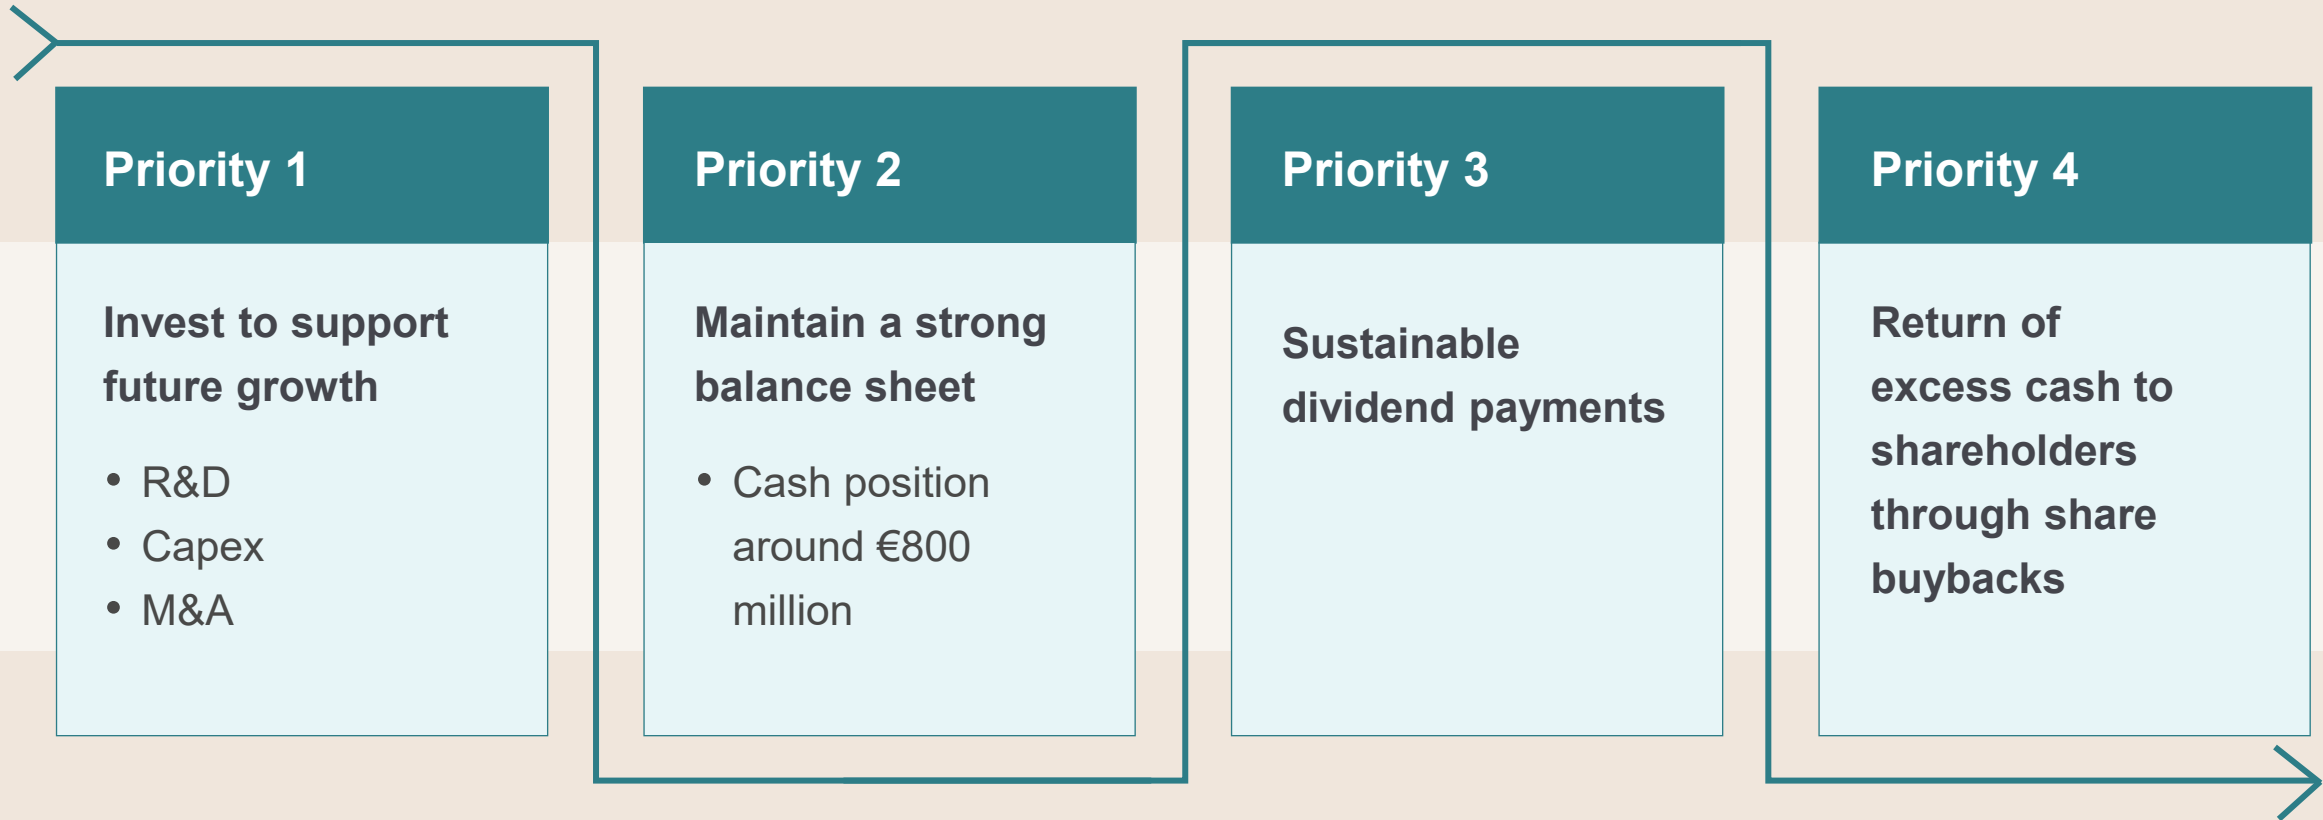 Priority 1
Invest to support
future growth
• R&D
• Capex
• M&A
Priority 2
Maintain a strong
balance sheet
• Cash position
around €800
million
Priority 3
Sustainable
dividend payments
Priority 4
Return of
excess cash to
shareholders
through share
buybacks